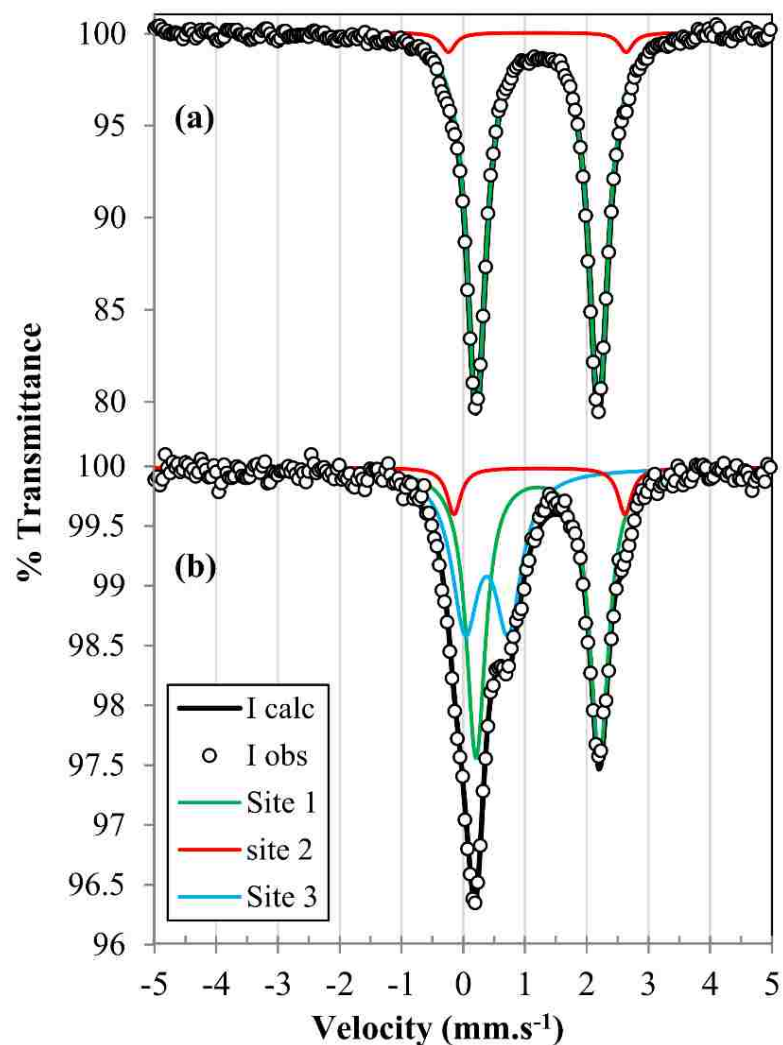 100
(a)
95
90
85
80
% Transmittance
100
99.5
(b)
99
98.5
98
97.5
97
96.5
96
I calc
I obs
Site 1
site 2
Site 3
-5 -4 -3 -2 -1 0 1 2 3 4 5
Velocity (mm.s⁻¹)